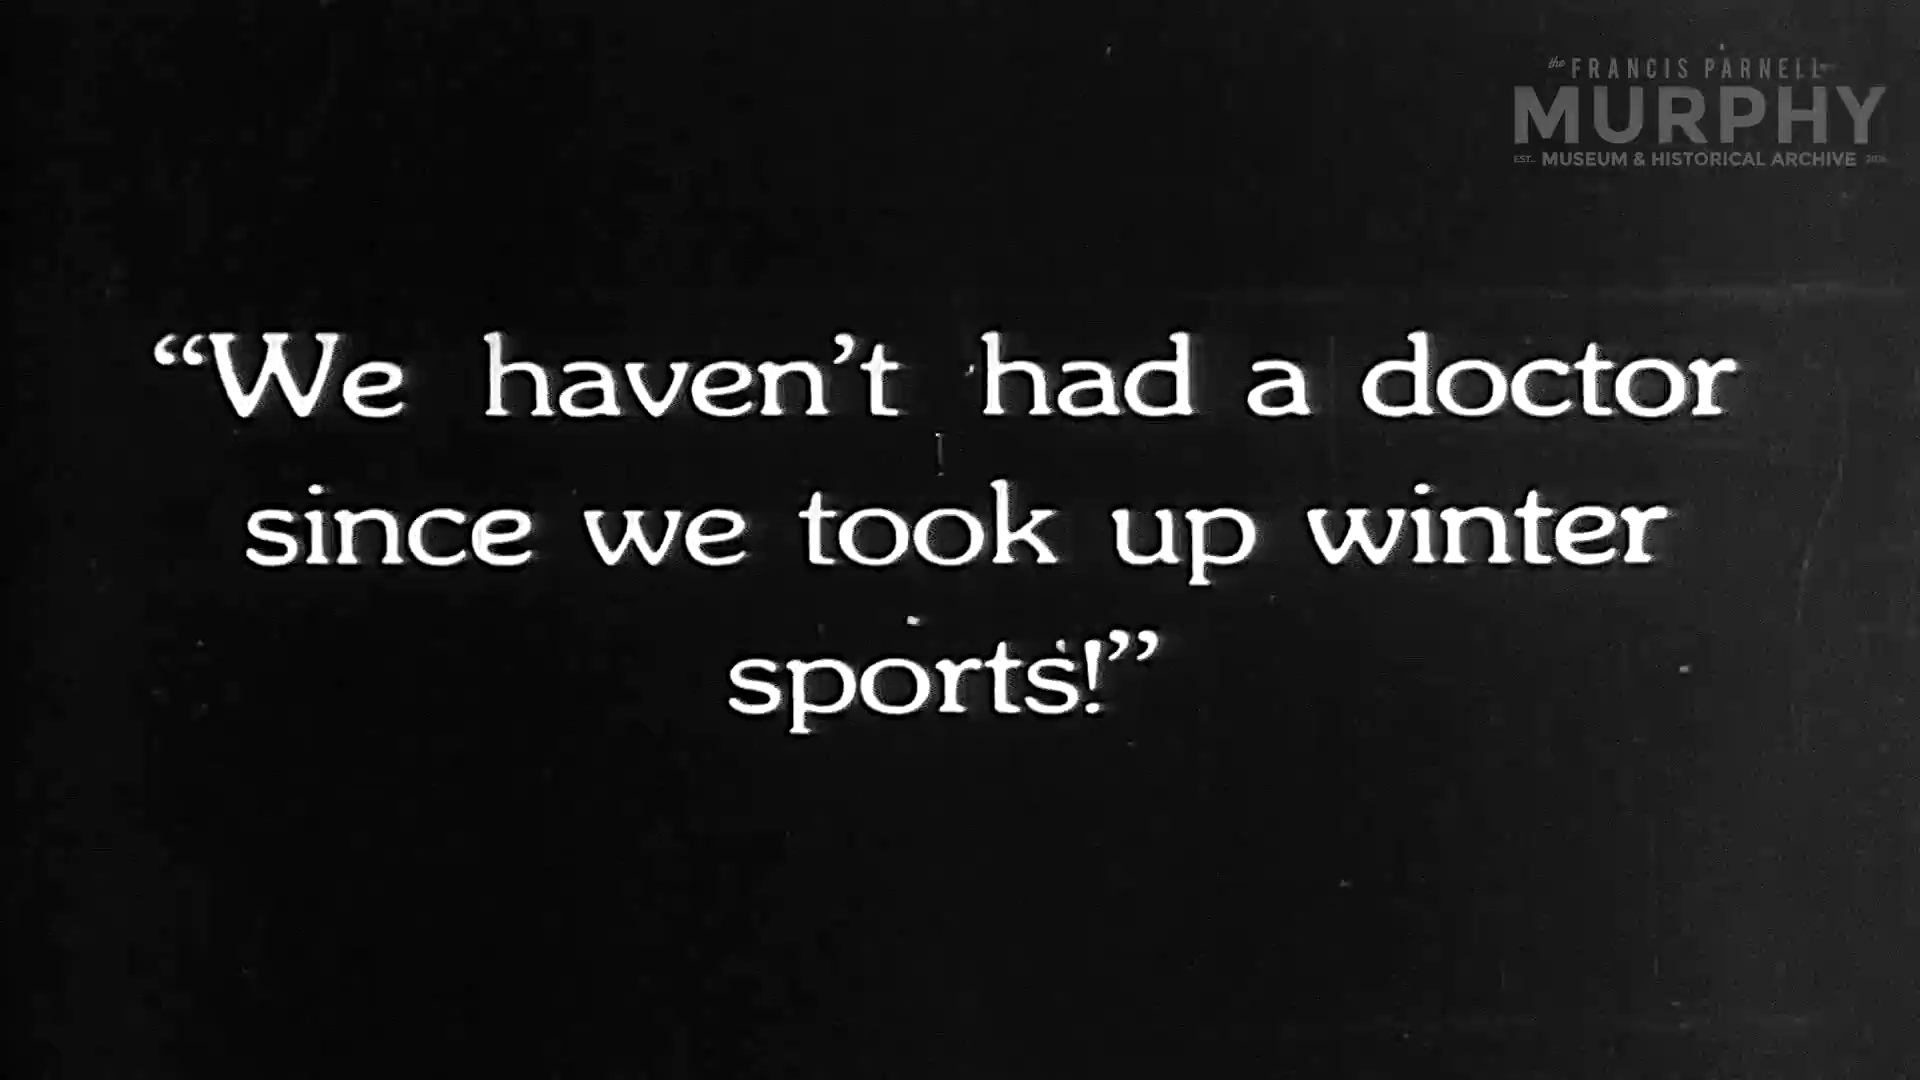 the FRANCIS PARNELL
MURPHY
EST. MUSEUM & HISTORICAL ARCHIVE
“We haven’t had a doctor
since we took up winter
sports!”